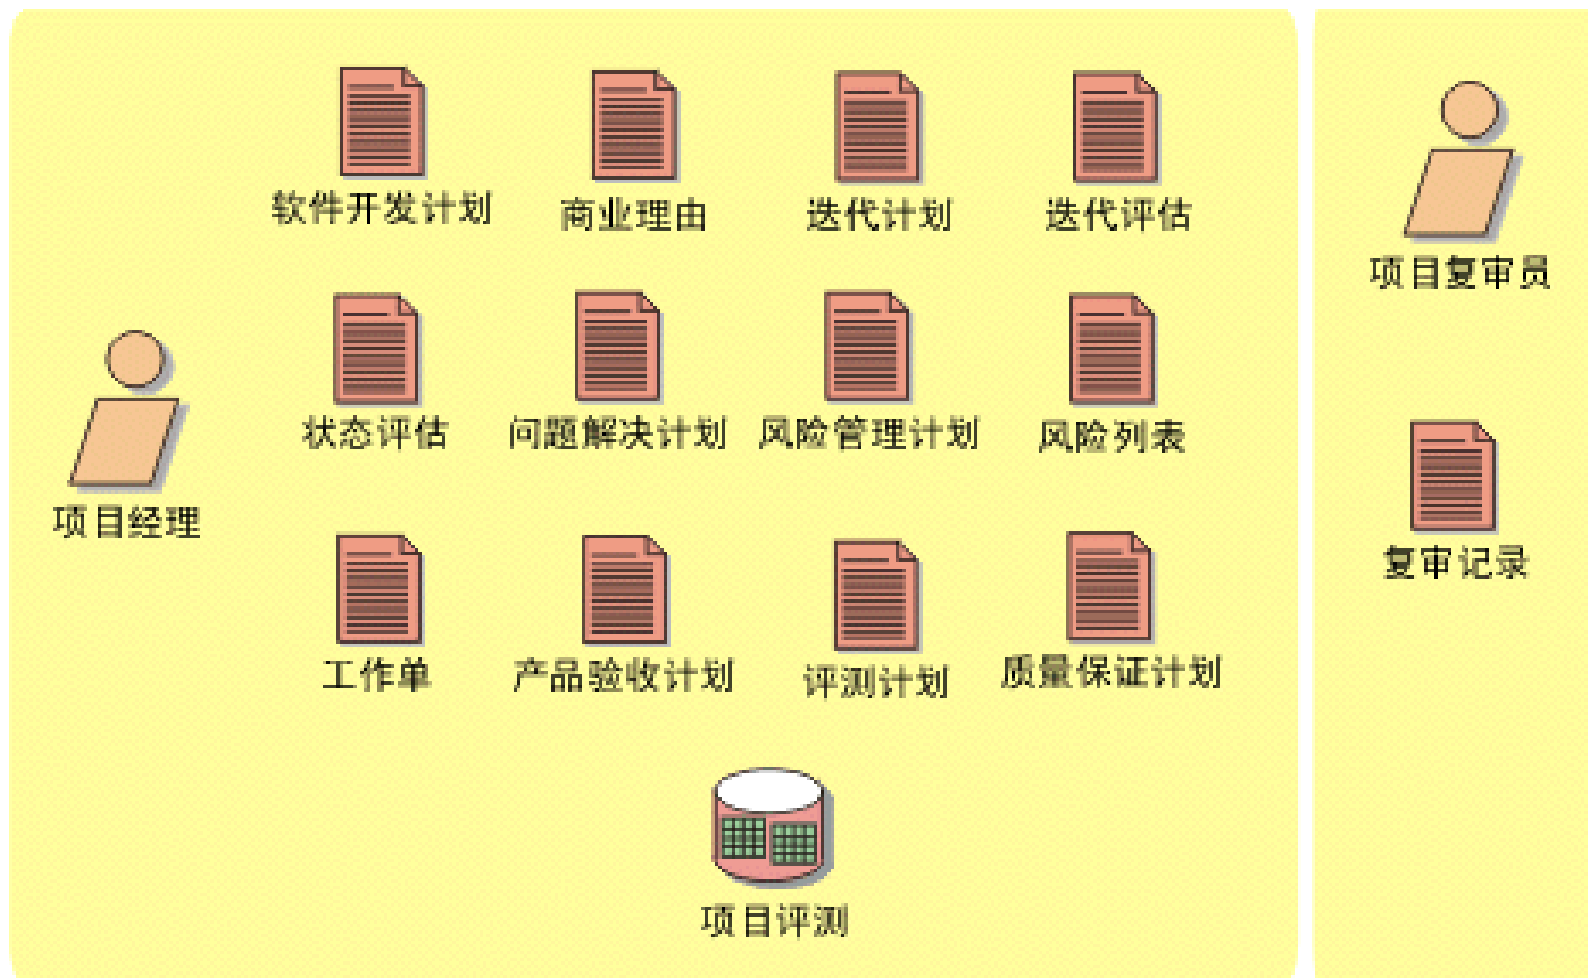 软件开发计划
商业理由
迭代计划
迭代评估
状态评估
问题解决计划
风险管理计划
风险列表
项目经理
工作单
产品验收计划
评测计划
质量保证计划
项目评测
项目复审员
复审记录